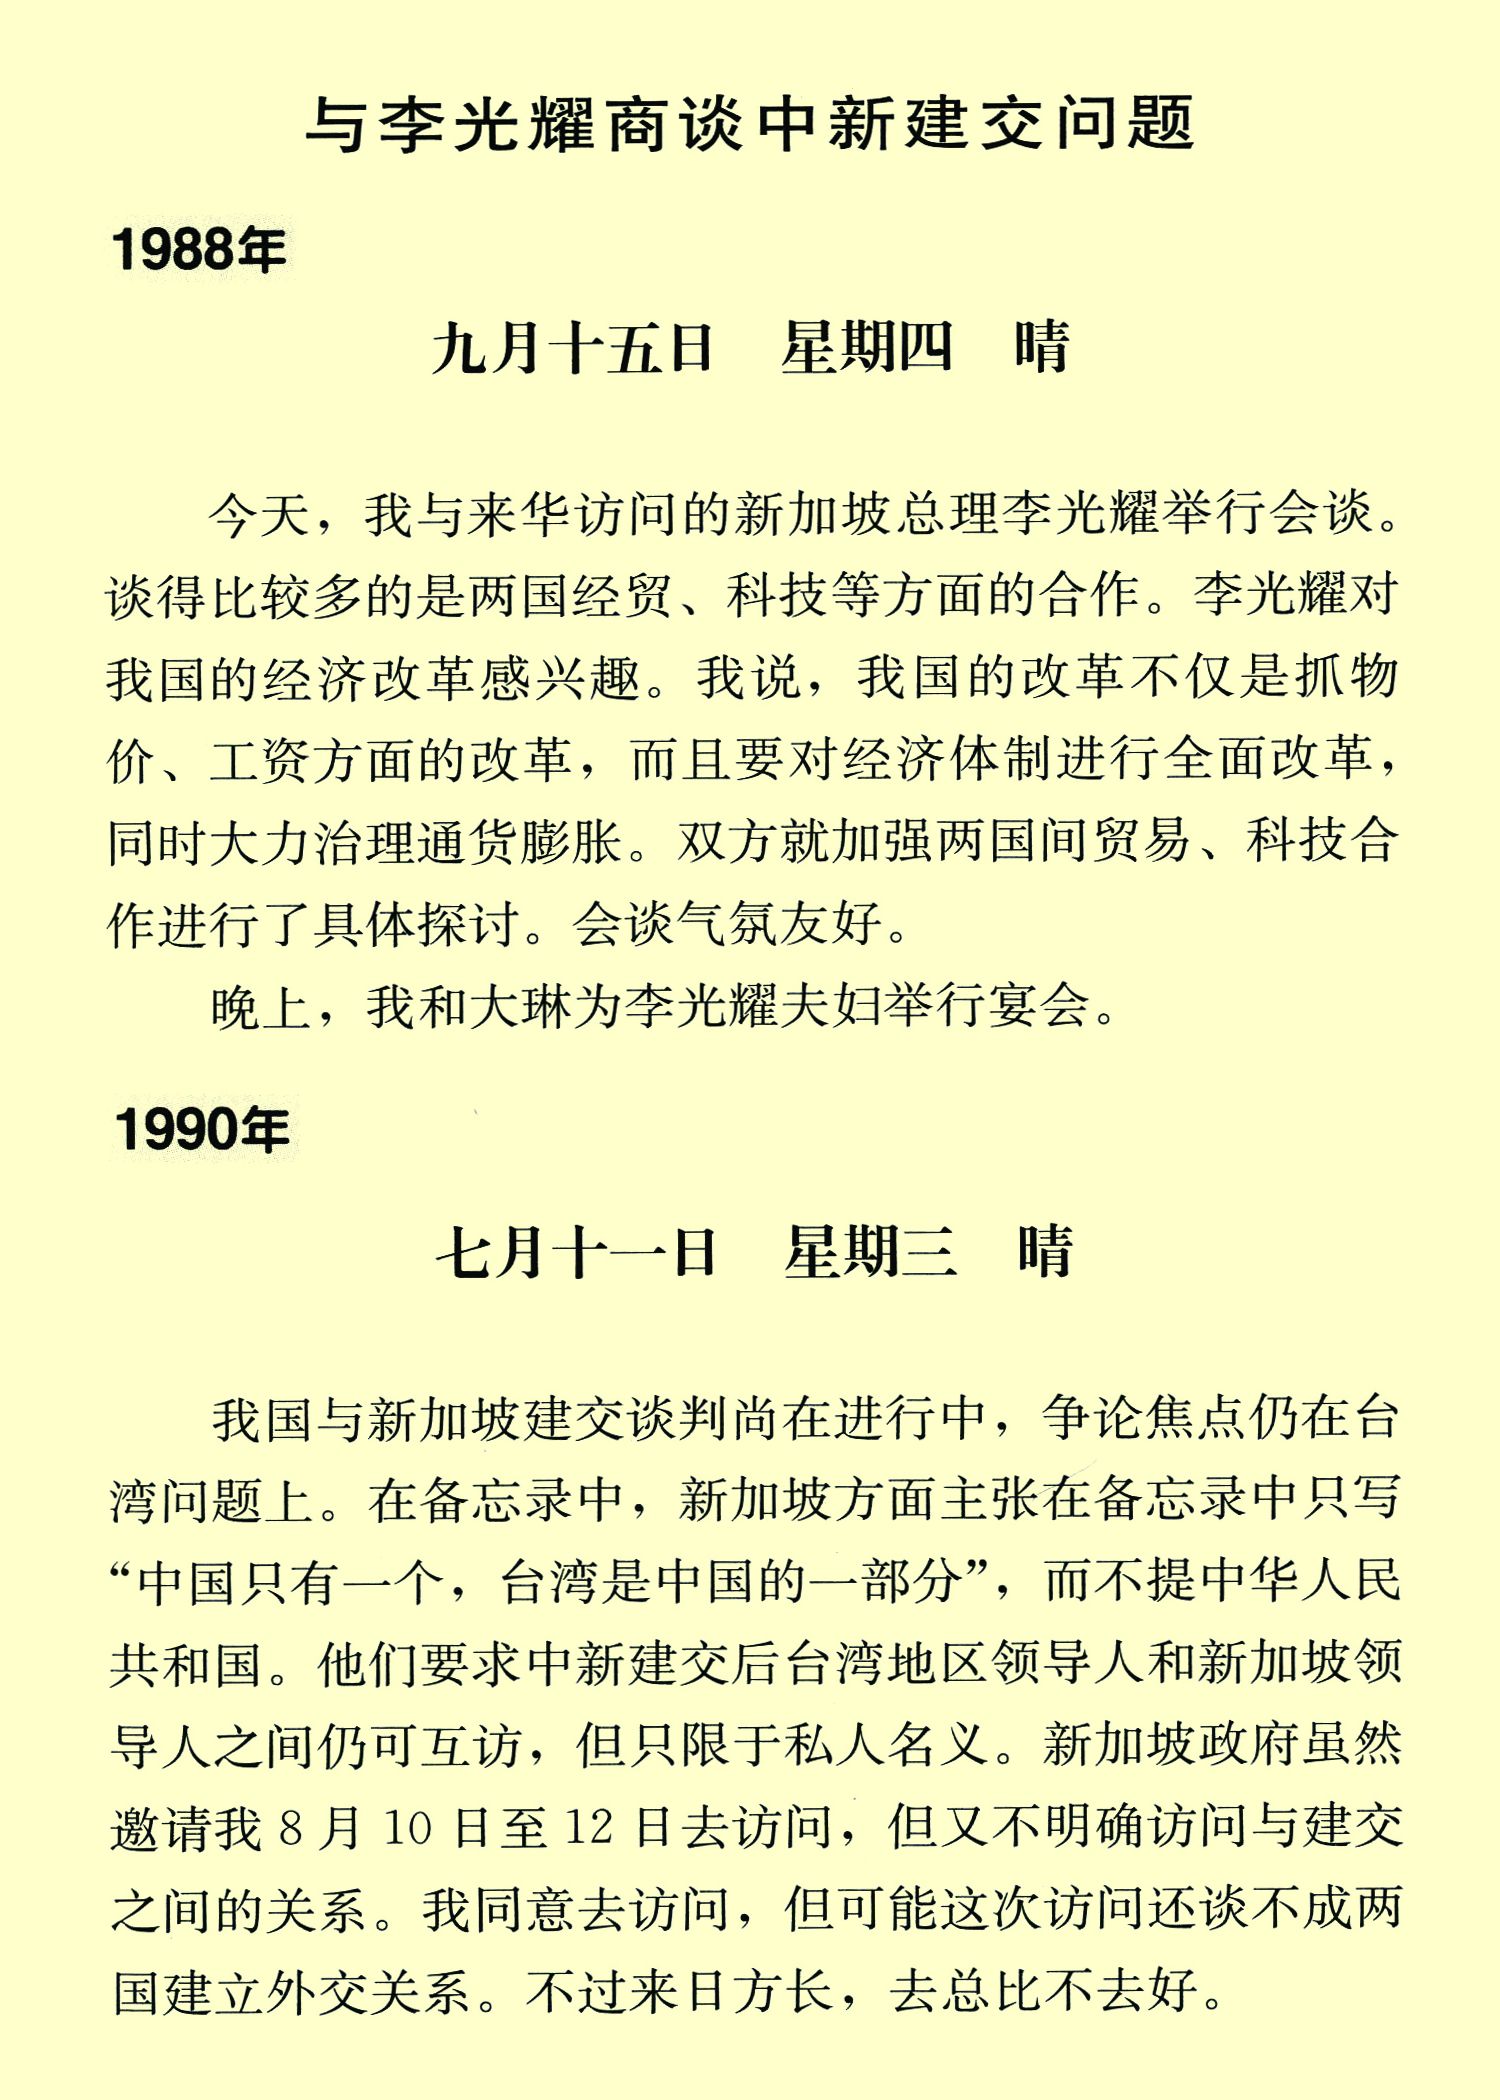 与李光耀商谈中新建交问题
1988年
九月十五日　星期四　晴
今天，我与来华访问的新加坡总理李光耀举行会谈。
谈得比较多的是两国经贸、科技等方面的合作。李光耀对
我国的经济改革感兴趣。我说，我国的改革不仅是抓物
价、工资方面的改革，而且要对经济体制进行全面改革，
同时大力治理通货膨胀。双方就加强两国间贸易、科技合
作进行了具体探讨。会谈气氛友好。
晚上，我和大琳为李光耀夫妇举行宴会。
1990年
七月十一日　星期三　晴
我国与新加坡建交谈判尚在进行中，争论焦点仍在台
湾问题上。在备忘录中，新加坡方面主张在备忘录中只写
“中国只有一个，台湾是中国的一部分”，而不提中华人民
共和国。他们要求中新建交后台湾地区领导人和新加坡领
导人之间仍可互访，但只限于私人名义。新加坡政府虽然
邀请我 8 月 10 日至 12 日去访问，但又不明确访问与建交
之间的关系。我同意去访问，但可能这次访问还谈不成两
国建立外交关系。不过来日方长，去总比不去好。